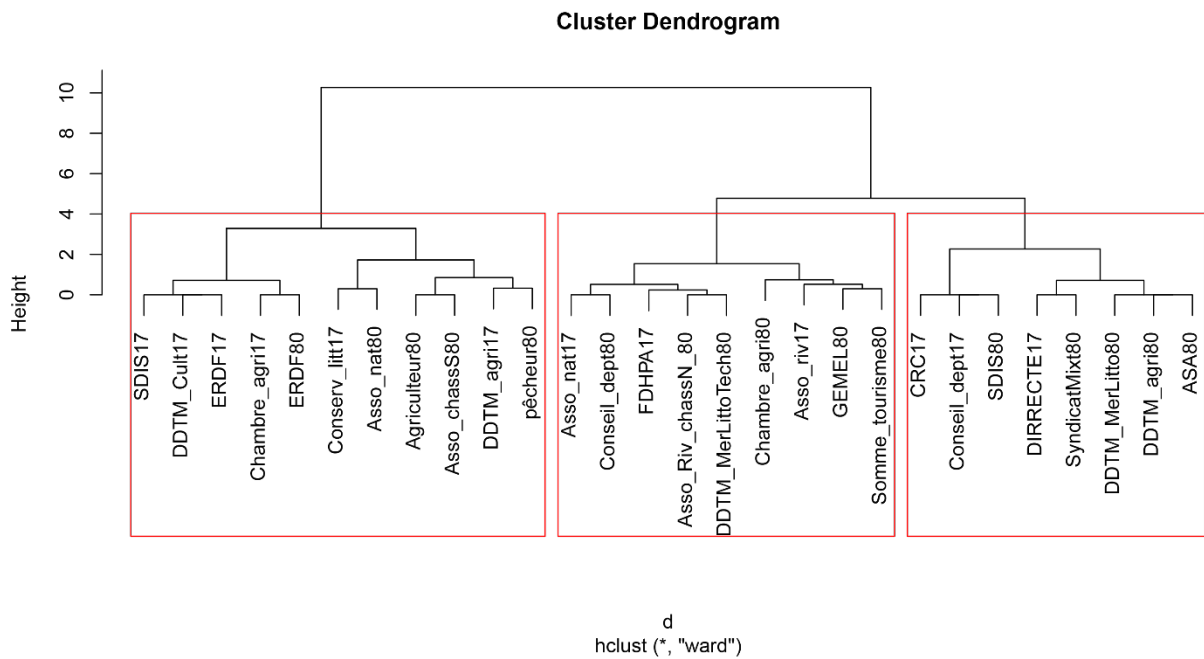 Cluster Dendrogram
Height
10
8
6
4
2
0
SDIS17
DDTM_Cult17
ERDF17
Chambre_agri17
ERDF80
Conserv_litt17
Asso_nat80
Agriculteur80
Asso_chassS80
DDTM_agri17
pêcheur80
Asso_nat17
Conseil_dept80
FDHPA17
Asso_Riv_chassN_80
DDTM_MerLittoTech80
Chambre_agri80
Asso_riv17
GEMEL80
Somme_tourisme80
CRC17
Conseil_dept17
SDIS80
DIRRECTE17
SyndicatMixt80
DDTM_MerLitto80
DDTM_agri80
ASA80
d
hclust (*, "ward")